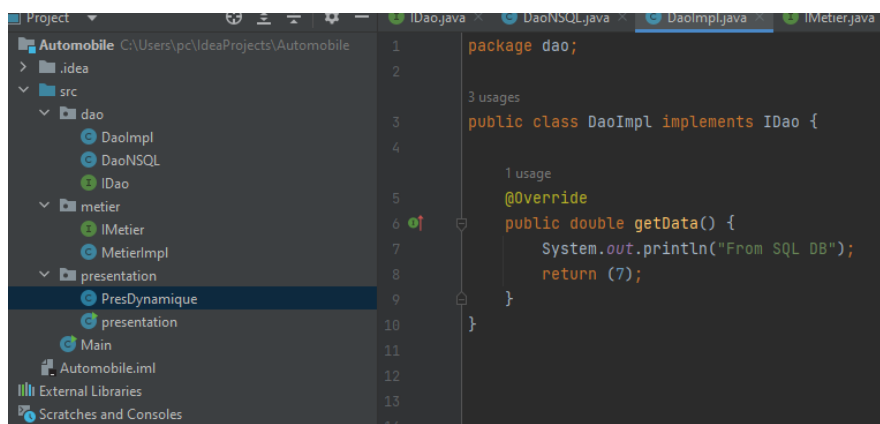 Project
Automobile C:\Users\pc\IdeaProjects\Automobile
.idea
src
dao
DaoImpl
DaoNSQL
IDao
metier
IMetier
MetierImpl
presentation
PresDynamique
presentation
Main
Automobile.iml
External Libraries
Scratches and Consoles
IDao.java DaoNSQL.java DaoImpl.java IMetier.java
1 package dao;
2
3 usages
3 public class DaoImpl implements IDao {
4
1 usage
5 @Override
6 public double getData() {
7 System.out.println("From SQL DB");
8 return (7);
9 }
10 }
11
12
13